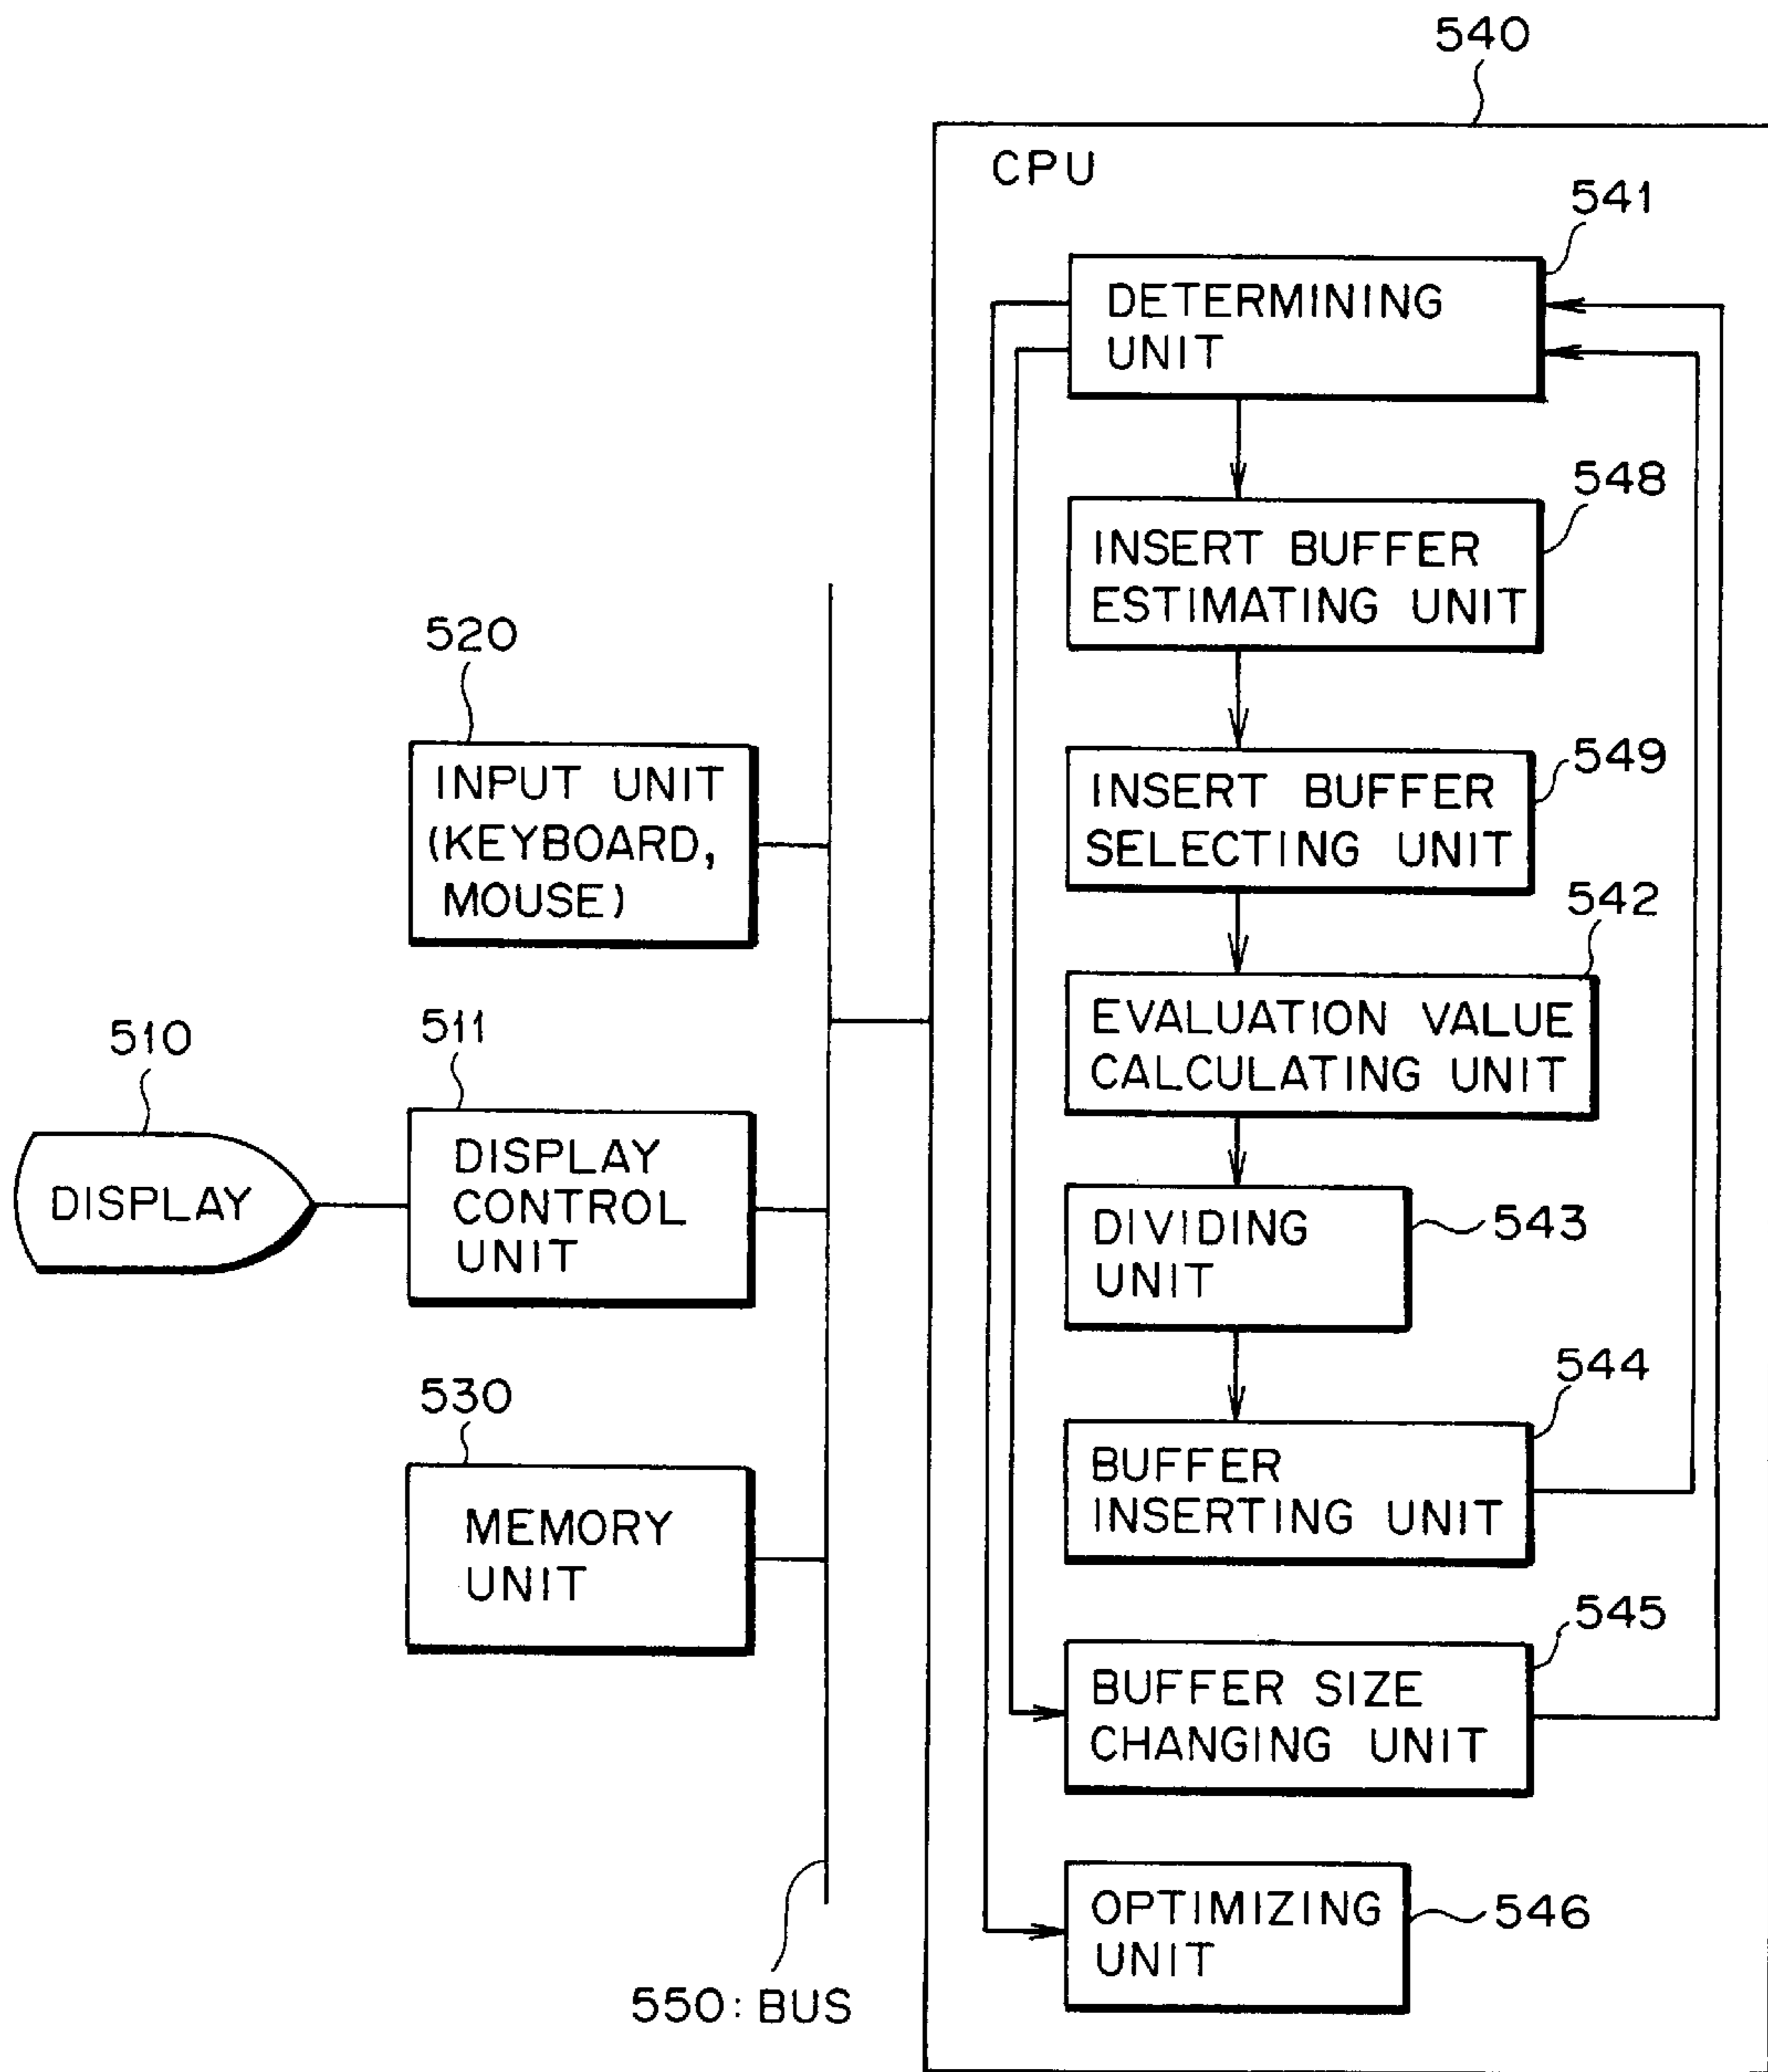 540
CPU
541
DETERMINING
UNIT
548
INSERT BUFFER
ESTIMATING UNIT
520
INPUT UNIT
(KEYBOARD,
MOUSE)
549
INSERT BUFFER
SELECTING UNIT
542
EVALUATION VALUE
CALCULATING UNIT
510
DISPLAY
511
DISPLAY
CONTROL
UNIT
543
DIVIDING
UNIT
530
MEMORY
UNIT
544
BUFFER
INSERTING UNIT
545
BUFFER SIZE
CHANGING UNIT
546
OPTIMIZING
UNIT
550: BUS